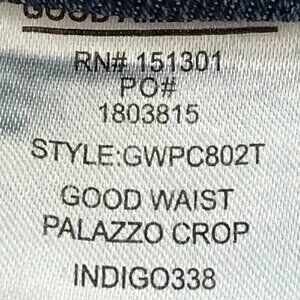 RN# 151301
PO#
1803815
STYLE:GWPC802T
GOOD WAIST
PALAZZO CROP
INDIGO338